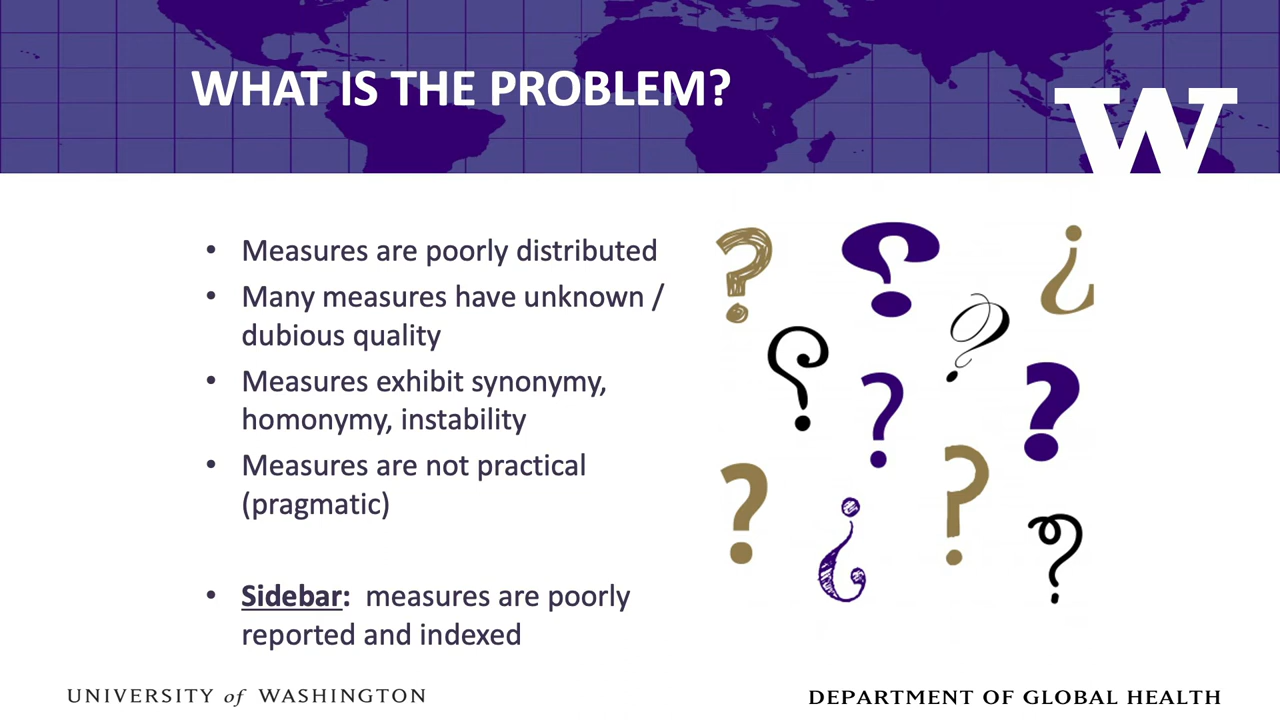 WHAT IS THE PROBLEM?
W
• Measures are poorly distributed
• Many measures have unknown /
dubious quality
• Measures exhibit synonymy,
homonymy, instability
• Measures are not practical
(pragmatic)
• Sidebar: measures are poorly
reported and indexed
? ? ¿
? ?
? ?
? ¿ ? ?
UNIVERSITY of WASHINGTON
DEPARTMENT OF GLOBAL HEALTH